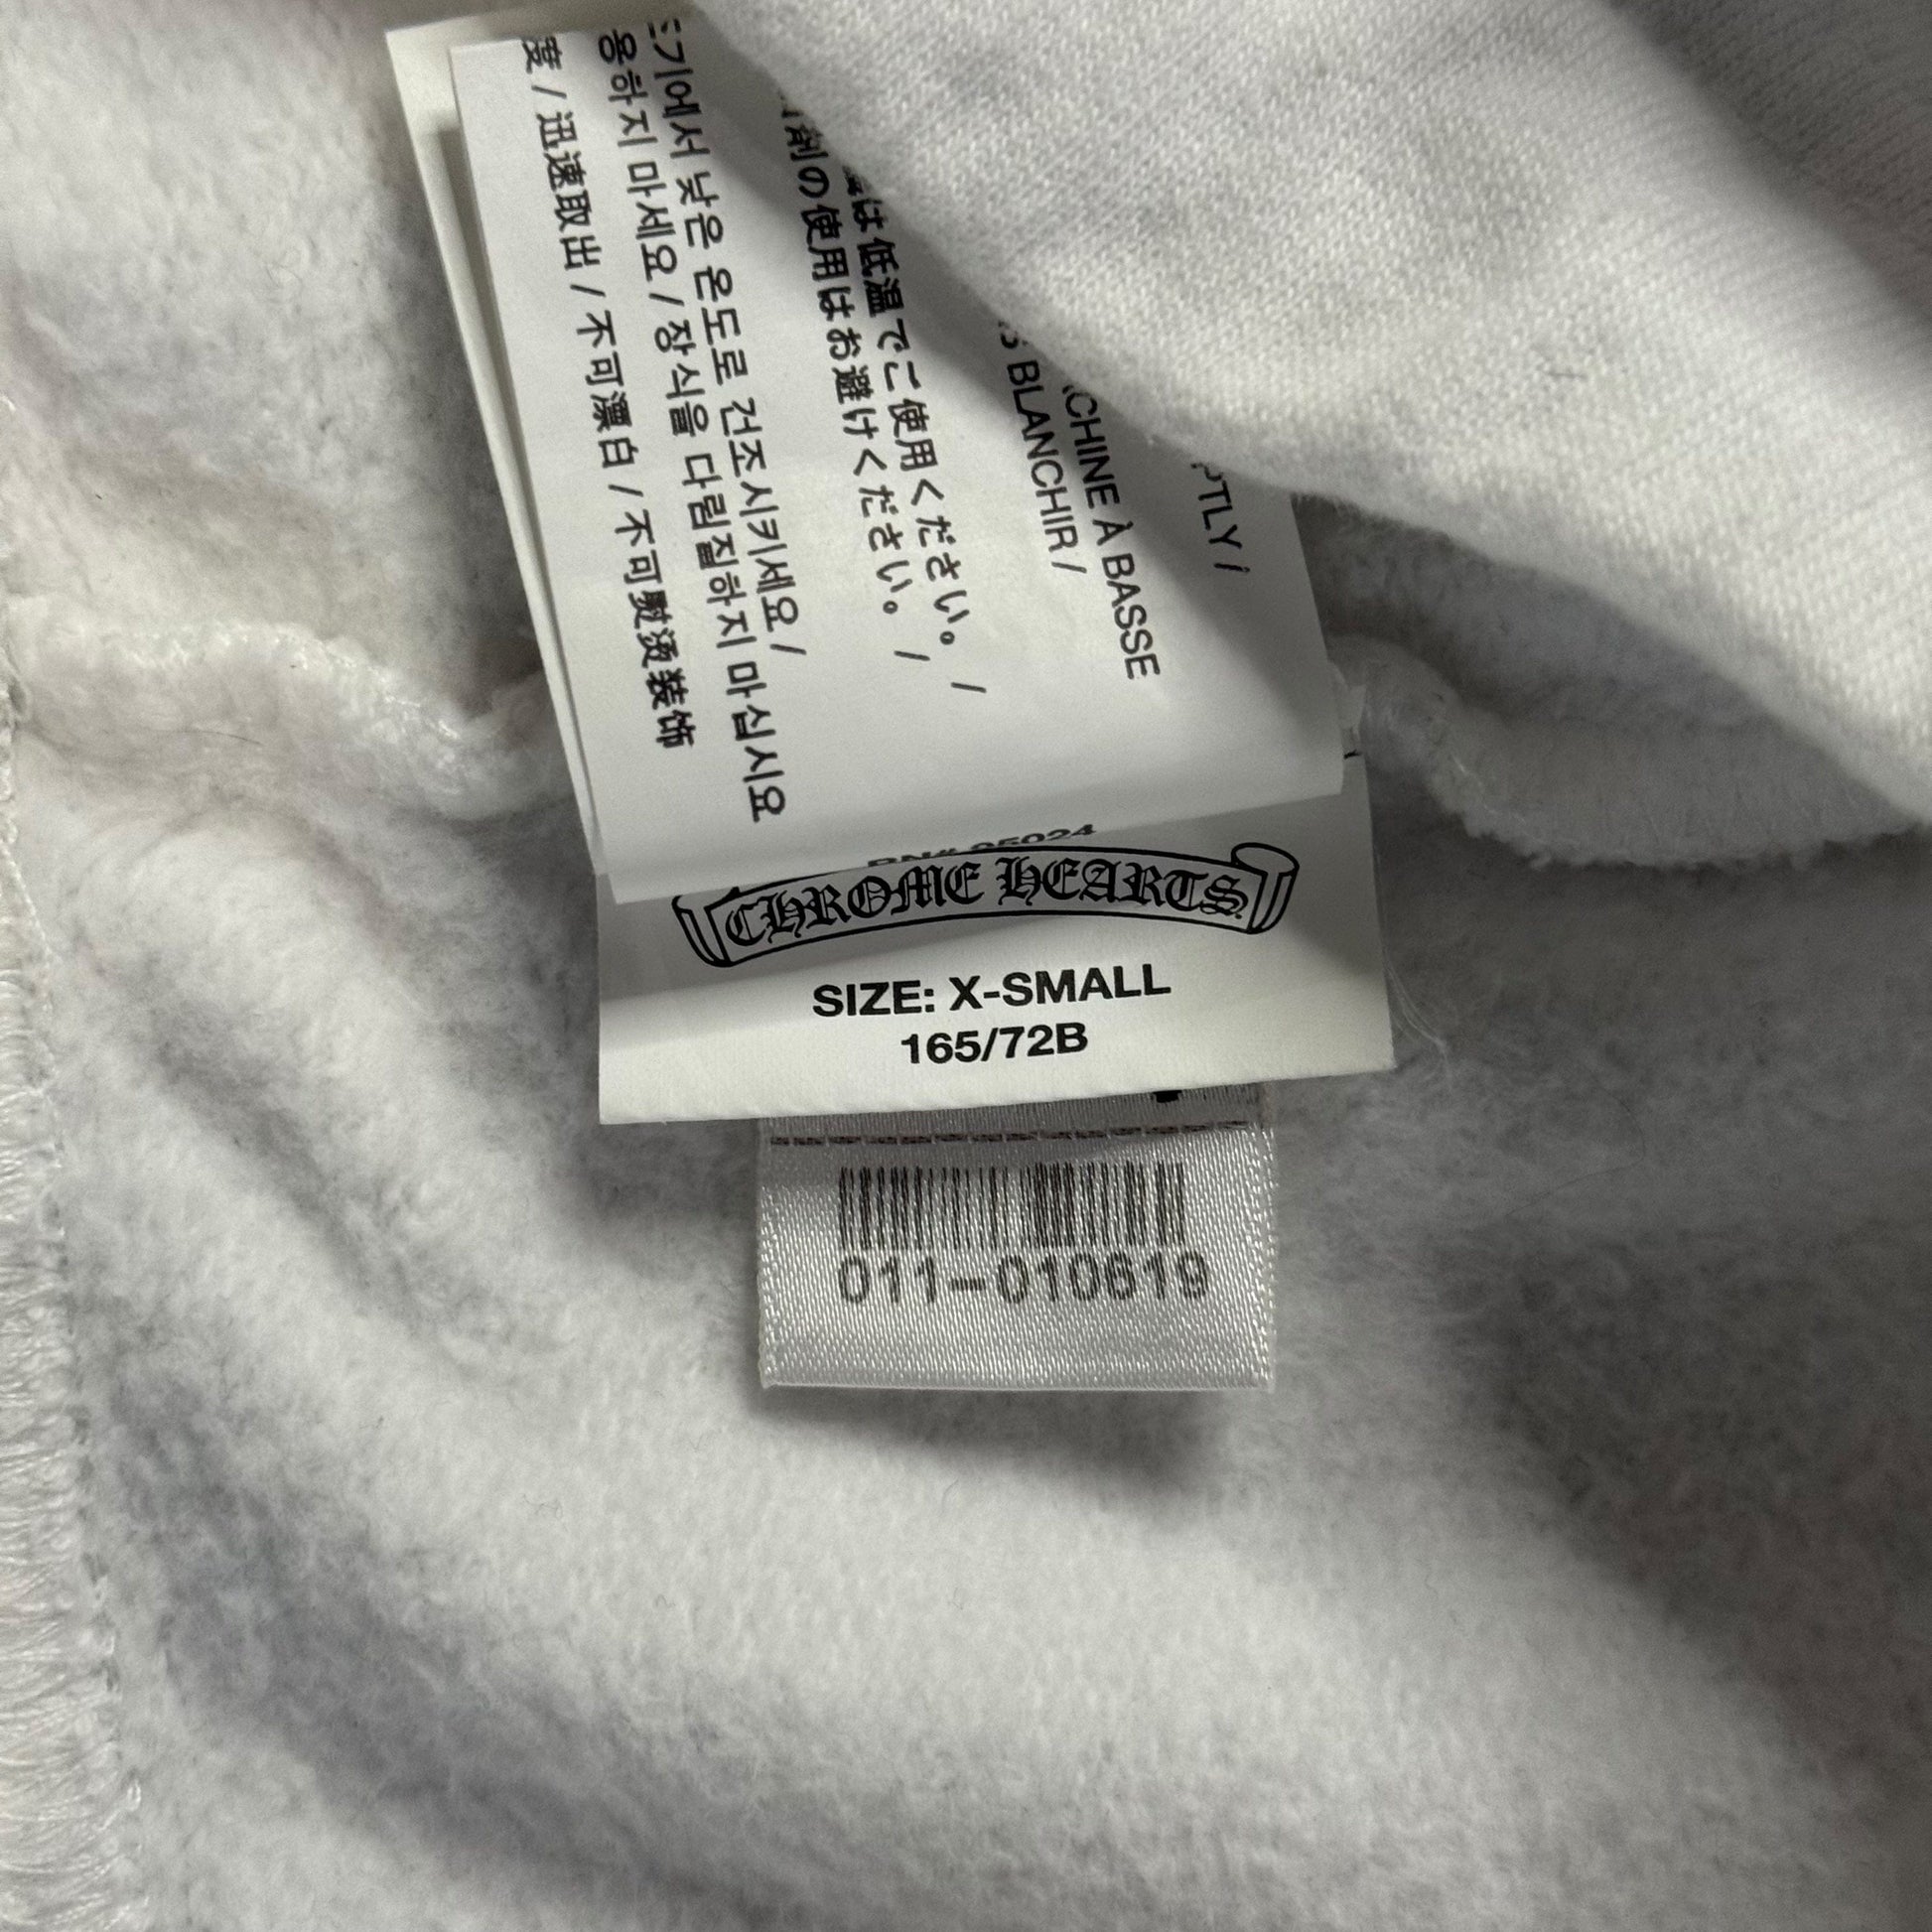 PTLY /
CHINE À BASSE
BLANCHIR /
は低温でご使用ください。 /
剤の使用はお避けください。 /
기에서 낮은 온도로 건조시키세요 /
용하지 마세요 / 장식을 다림질하지 마십시요
度 / 迅速取出 / 不可漂白 / 不可熨烫装饰
CHROME HEARTS
SIZE: X-SMALL
165/72B
011-010619